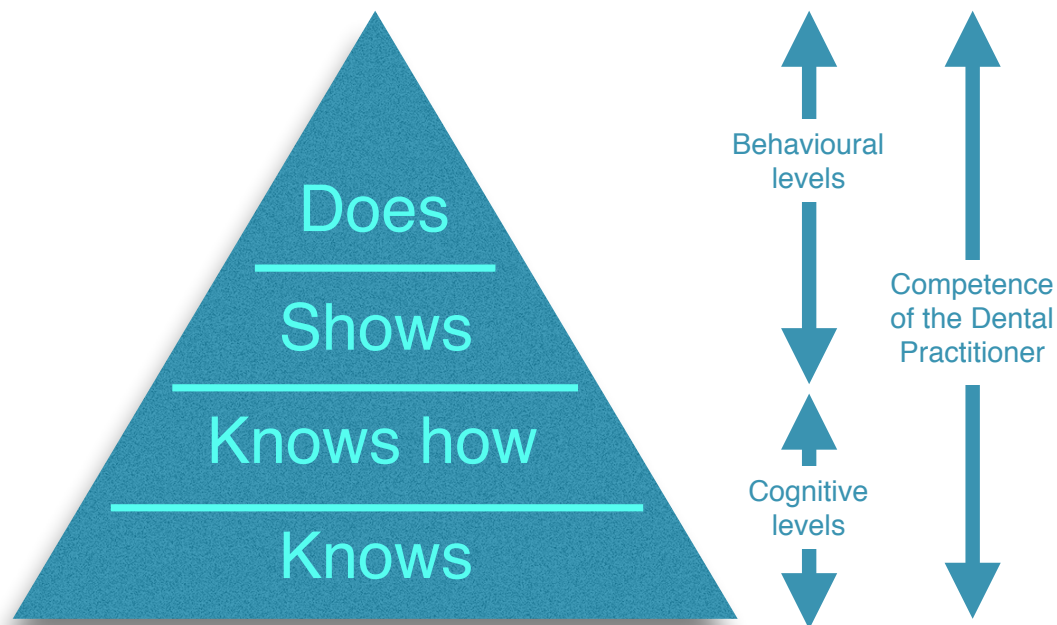 Does
Shows
Knows how
Knows
Behavioural
levels
Cognitive
levels
Competence
of the Dental
Practitioner